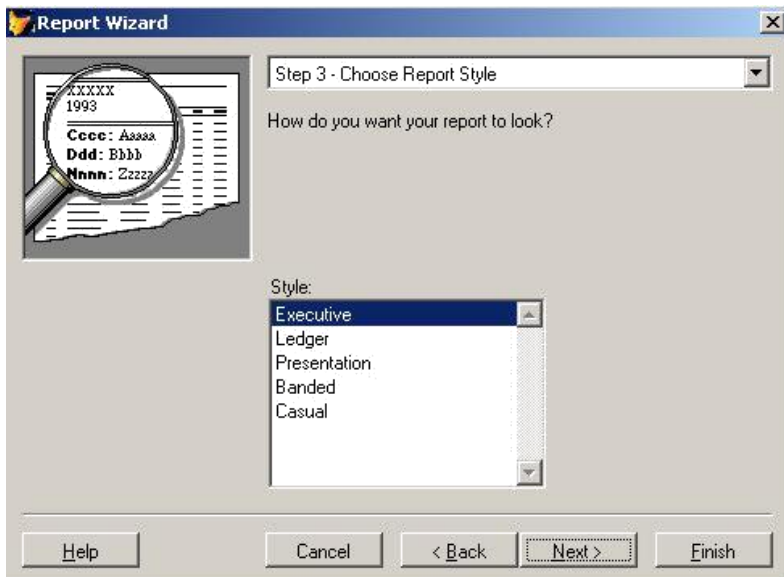 Report Wizard
XXXXX
1993
Cccc: Aaaaa
Ddd: Bbbb
Nnnn: Zzzzz
Step 3 - Choose Report Style
How do you want your report to look?
Style:
Executive
Ledger
Presentation
Banded
Casual
Help
Cancel
< Back
Next >
Finish